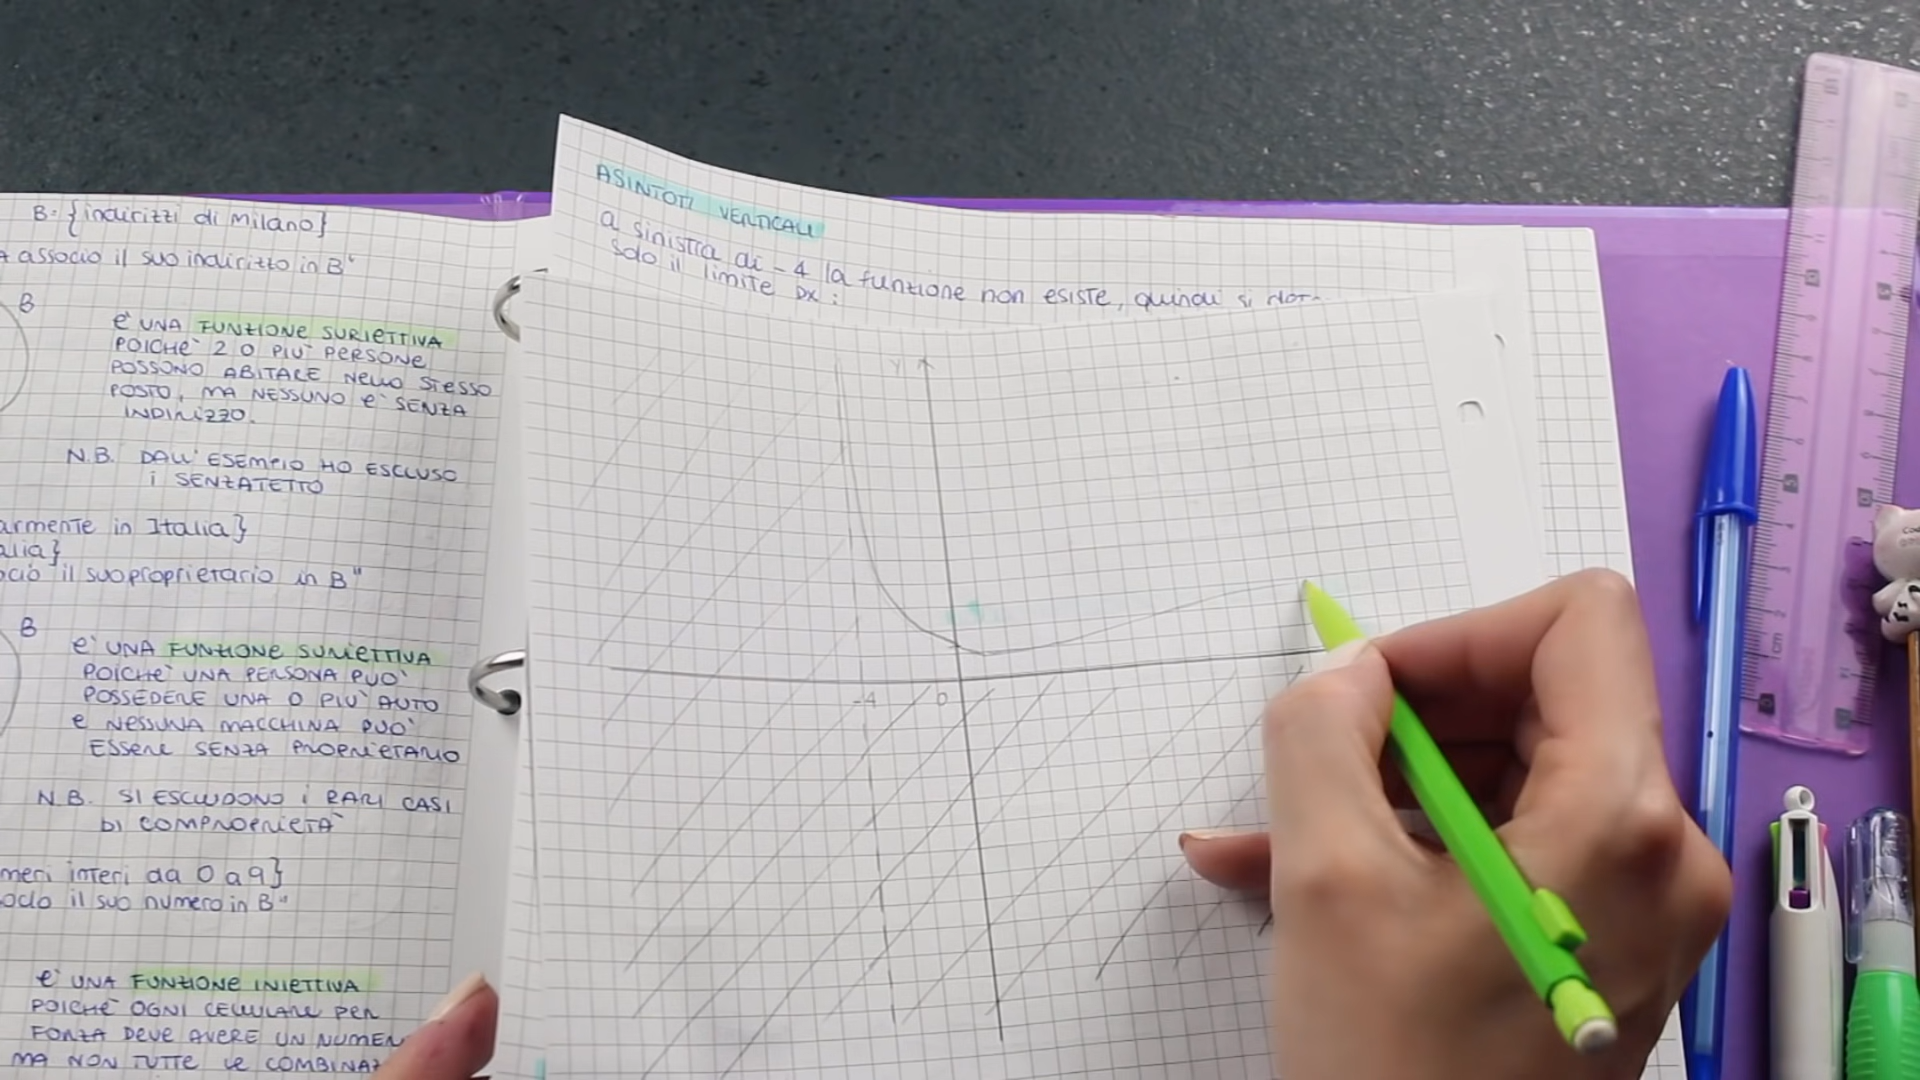 B: {indirizzi di Milano}
associo il suo indirizzo in B"
B
È UNA FUNZIONE SURIETTIVA
POICHÈ 2 O PIÙ PERSONE
POSSONO ABITARE NELLO STESSO
POSTO, MA NESSUNO È SENZA
INDIRIZZO.
N.B. DALL'ESEMPIO HO ESCLUSO
I SENZATETTO
armente in Italia}
alia}
ocio il suo proprietario in B"
B
È UNA FUNZIONE SURIETTIVA
POICHÈ UNA PERSONA PUO'
POSSEDERE UNA O PIÙ AUTO
E NESSUNA MACCHINA PUO'
ESSERE SENZA PROPRIETARIO
N.B. SI ESCLUDONO I RARI CASI
DI COMPROPRIETÀ
meri interi da 0 a 9}
ocio il suo numero in B"
È UNA FUNZIONE INIETTIVA
POICHÈ OGNI CELLULARE PER
FORZA DEVE AVERE UN NUMER
MA NON TUTTE LE COMBINAZ
ASINTOTI VERTICALI
a sinistra di -4 la funzione non esiste, quindi si
solo il limite DX:
Y
-4 0